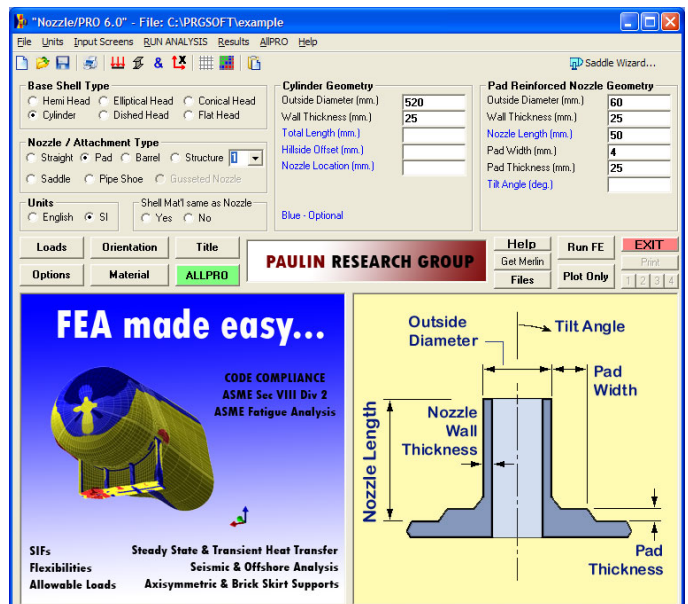 "Nozzle/PRO 6.0" - File: C:\PRGSOFT\example
File Units Input Screens RUN ANALYSIS Results AllPRO Help
Saddle Wizard...
Base Shell Type
Hemi Head Elliptical Head Conical Head
Cylinder Dished Head Flat Head
Nozzle / Attachment Type
Straight Pad Barrel Structure 1
Saddle Pipe Shoe Gusseted Nozzle
Units
English SI
Shell Mat'l same as Nozzle
Yes No
Cylinder Geometry
Outside Diameter (mm.) 520
Wall Thickness (mm.) 25
Total Length (mm.)
Hillside Offset (mm.)
Nozzle Location (mm.)
Blue - Optional
Pad Reinforced Nozzle Geometry
Outside Diameter (mm.) 60
Wall Thickness (mm.) 25
Nozzle Length (mm.) 50
Pad Width (mm.) 4
Pad Thickness (mm.) 25
Tilt Angle (deg.)
Loads Orientation Title
Options Material ALLPRO
PAULIN RESEARCH GROUP
Help
Get Merlin
Files
Run FE
Plot Only
EXIT
Print
1 2 3 4
FEA made easy...
CODE COMPLIANCE
ASME Sec VIII Div 2
ASME Fatigue Analysis
SIFs
Flexibilities
Allowable Loads
Steady State & Transient Heat Transfer
Seismic & Offshore Analysis
Axisymmetric & Brick Skirt Supports
Outside
Diameter
Tilt Angle
Pad
Width
Nozzle
Wall
Thickness
Nozzle Length
Pad
Thickness